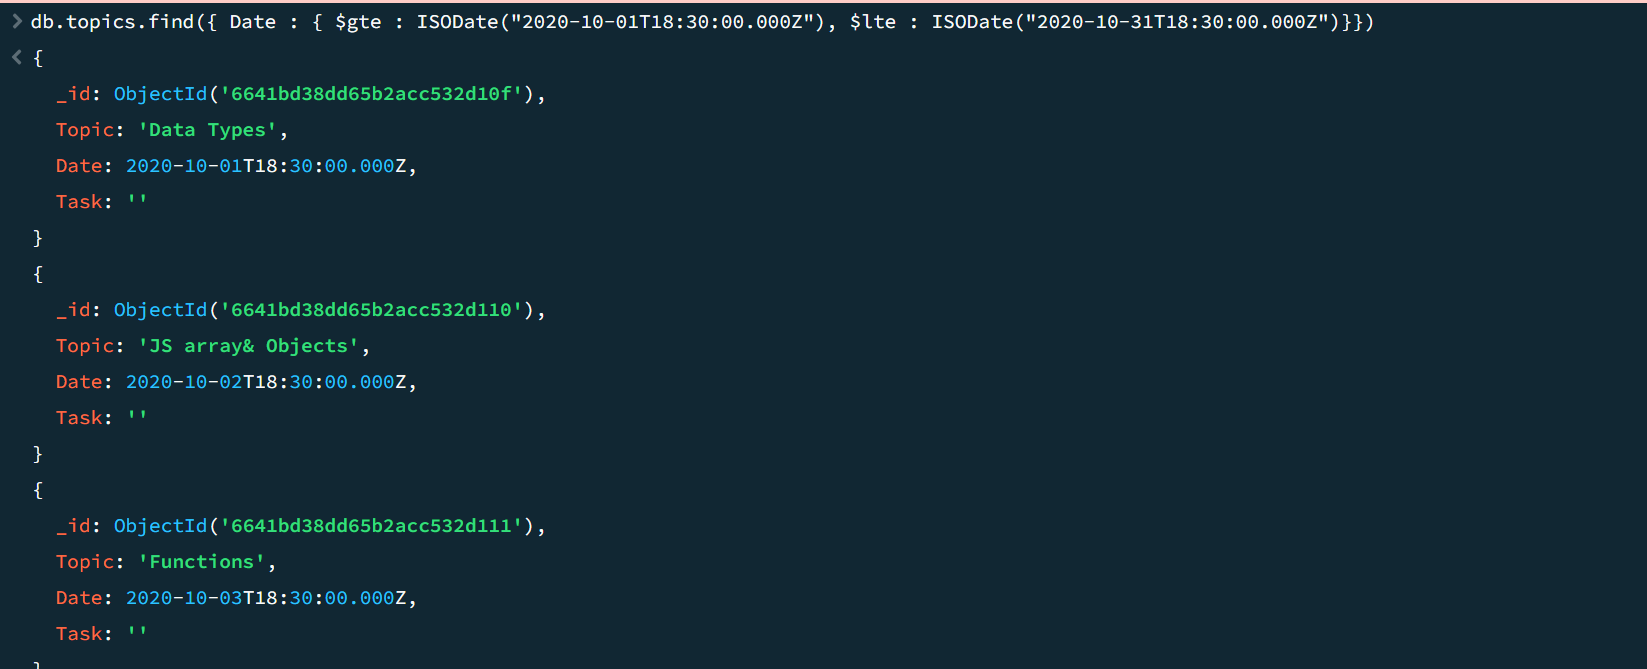 > db.topics.find({ Date : { $gte : ISODate("2020-10-01T18:30:00.000Z"), $lte : ISODate("2020-10-31T18:30:00.000Z")}})
< {
_id: ObjectId('6641bd38dd65b2acc532d10f'),
Topic: 'Data Types',
Date: 2020-10-01T18:30:00.000Z,
Task: ''
}
{
_id: ObjectId('6641bd38dd65b2acc532d110'),
Topic: 'JS array& Objects',
Date: 2020-10-02T18:30:00.000Z,
Task: ''
}
{
_id: ObjectId('6641bd38dd65b2acc532d111'),
Topic: 'Functions',
Date: 2020-10-03T18:30:00.000Z,
Task: ''
}